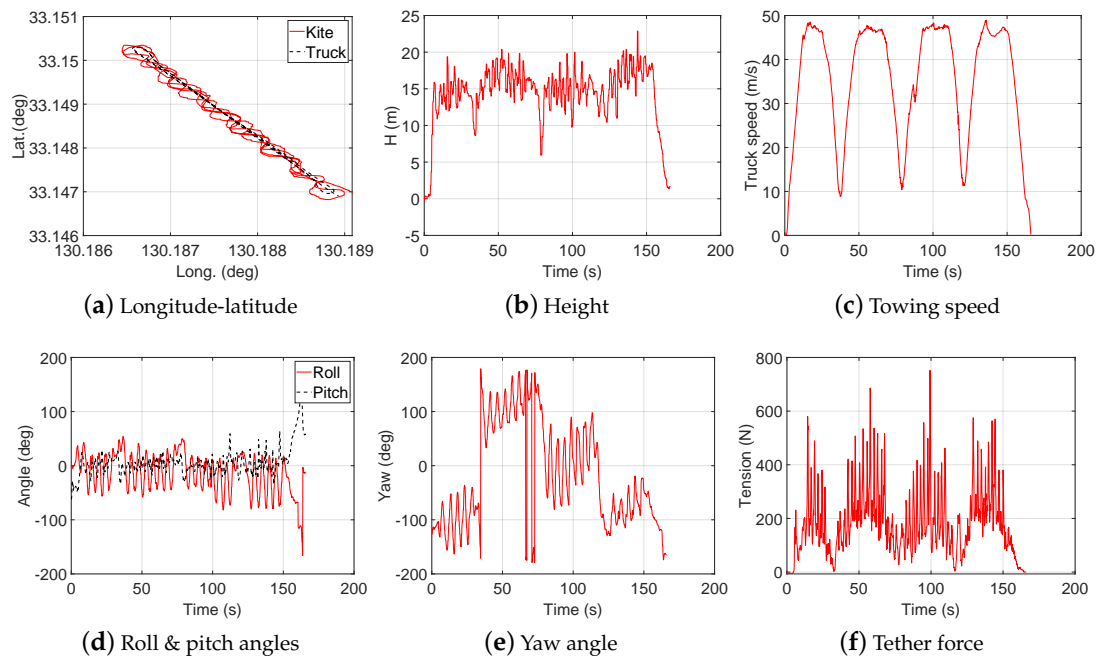 33.151
33.15
33.149
33.148
33.147
33.146
Lat.(deg)
130.186 130.187 130.188 130.189
Long. (deg)
Kite
Truck
(a) Longitude-latitude
25
20
15
10
5
0
-5
H (m)
0 50 100 150 200
Time (s)
(b) Height
50
40
30
20
10
0
Truck speed (m/s)
0 50 100 150 200
Time (s)
(c) Towing speed
200
100
0
-100
-200
Angle (deg)
0 50 100 150 200
Time (s)
Roll
Pitch
(d) Roll & pitch angles
200
100
0
-100
-200
Yaw (deg)
0 50 100 150 200
Time (s)
(e) Yaw angle
800
600
400
200
0
Tension (N)
0 50 100 150 200
Time (s)
(f) Tether force